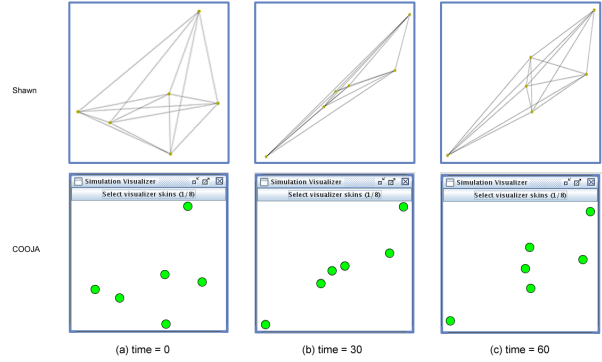 Shawn
Simulation Visualizer
Select visualizer skins (1/8)
Simulation Visualizer
Select visualizer skins (1/8)
Simulation Visualizer
Select visualizer skins (1/8)
COOJA
(a) time = 0
(b) time = 30
(c) time = 60